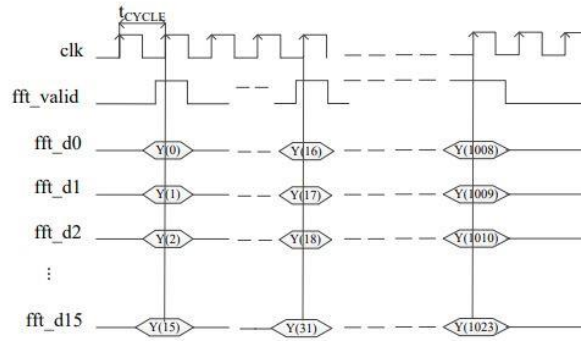 tCYCLE
clk
fft_valid
fft_d0 Y(0) Y(16) Y(1008)
fft_d1 Y(1) Y(17) Y(1009)
fft_d2 Y(2) Y(18) Y(1010)
⋮
fft_d15 Y(15) Y(31) Y(1023)